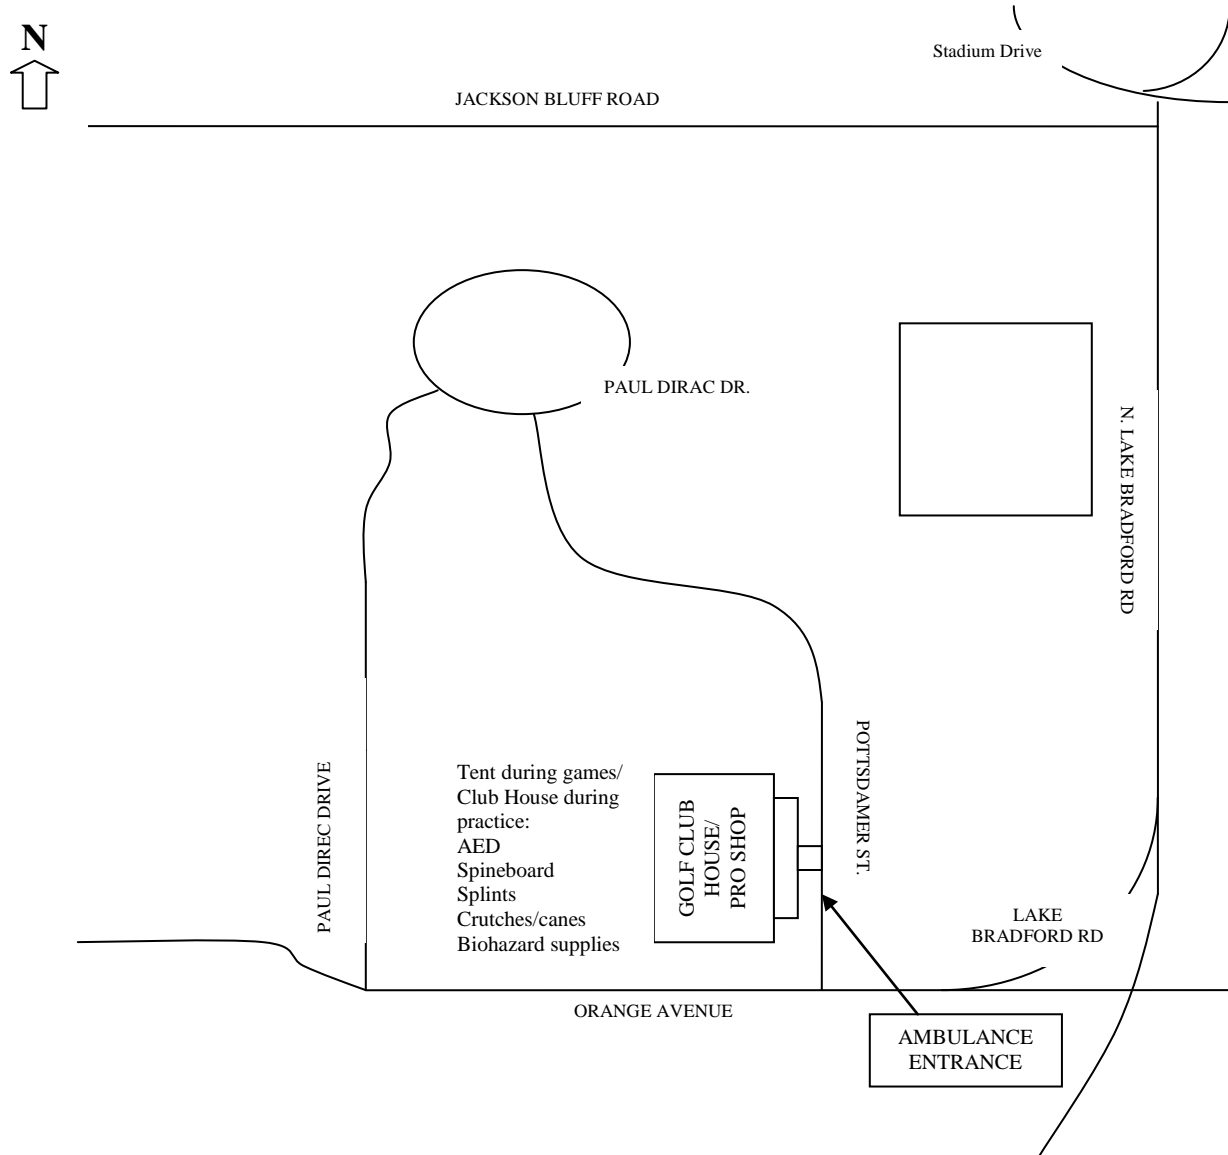 N
Stadium Drive
JACKSON BLUFF ROAD
PAUL DIRAC DR.
N. LAKE BRADFORD RD
POTTSDAMER ST.
PAUL DIREC DRIVE
Tent during games/
Club House during
practice:
AED
Spineboard
Splints
Crutches/canes
Biohazard supplies
GOLF CLUB
HOUSE/
PRO SHOP
LAKE
BRADFORD RD
ORANGE AVENUE
AMBULANCE
ENTRANCE